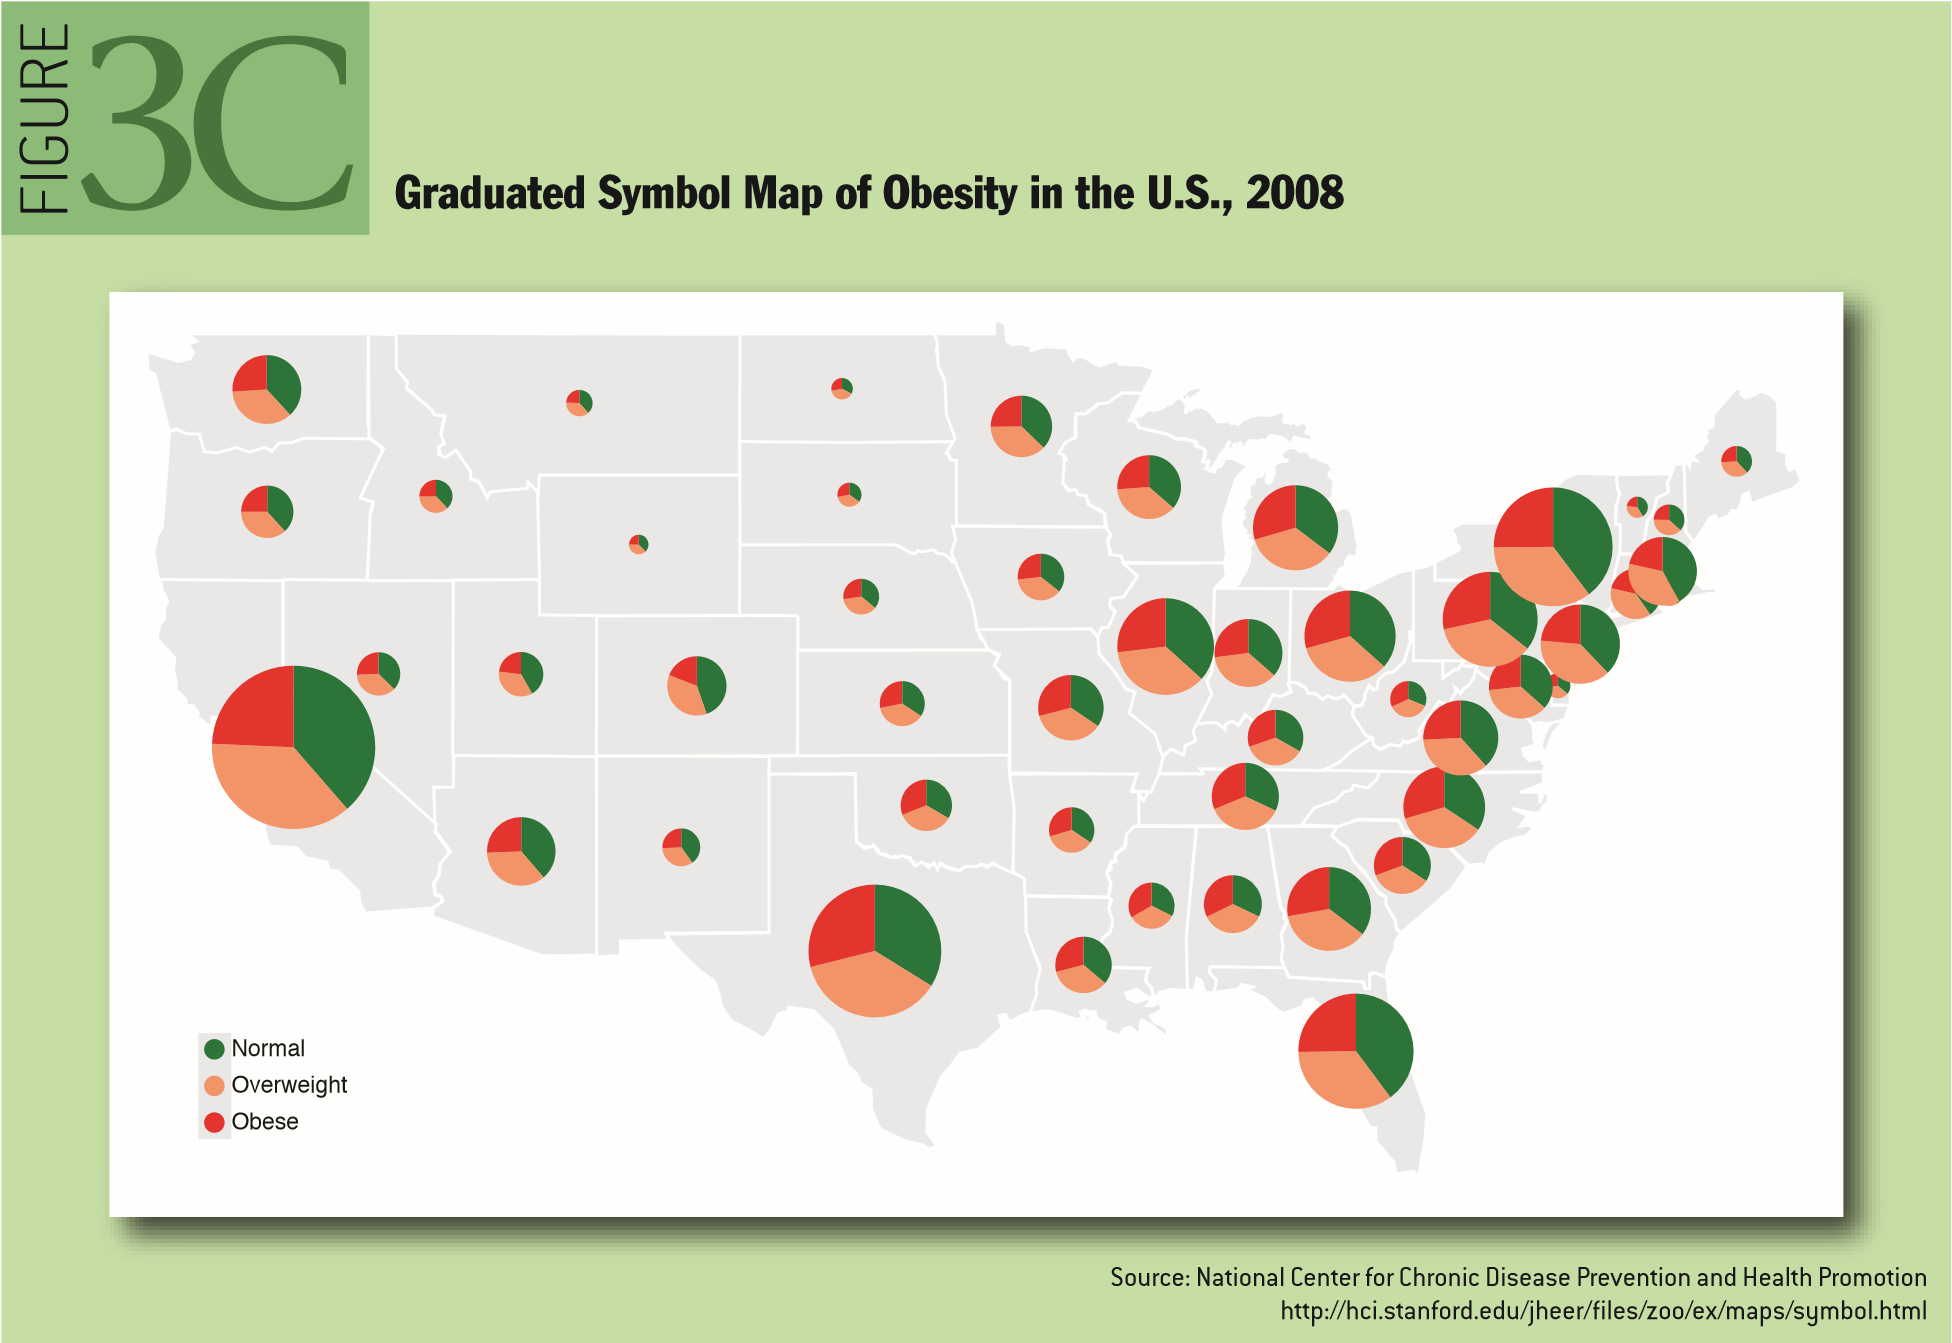 FIGURE
3C
Graduated Symbol Map of Obesity in the U.S., 2008
Normal
Overweight
Obese
Source: National Center for Chronic Disease Prevention and Health Promotion
http://hci.stanford.edu/jheer/files/zoo/ex/maps/symbol.html